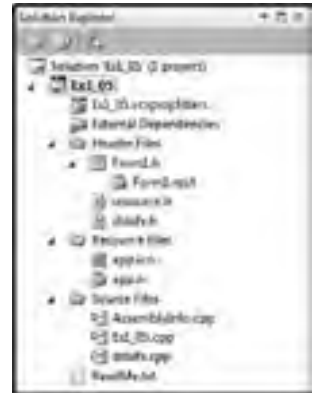 Solution Explorer
Solution 'Ex1_05' (1 project)
Ex1_05
Ex1_05.vcxproj.filters
External Dependencies
Header Files
Form1.h
Form1.resX
resource.h
stdafx.h
Resource Files
app.ico
app.rc
Source Files
AssemblyInfo.cpp
Ex1_05.cpp
stdafx.cpp
ReadMe.txt